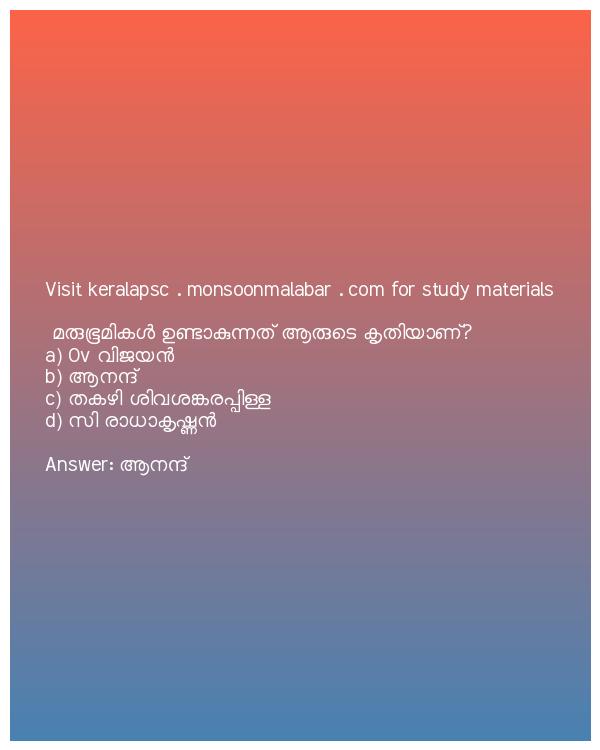 Visit keralapsc . monsoonmalabar . com for study materials
മരുഭൂമികൾ ഉണ്ടാകുന്നത് ആരുടെ കൃതിയാണ്?
a) Ov വിജയൻ
b) ആനന്ദ്
c) തകഴി ശിവശങ്കരപ്പിള്ള
d) സി രാധാകൃഷ്ണൻ
Answer: ആനന്ദ്